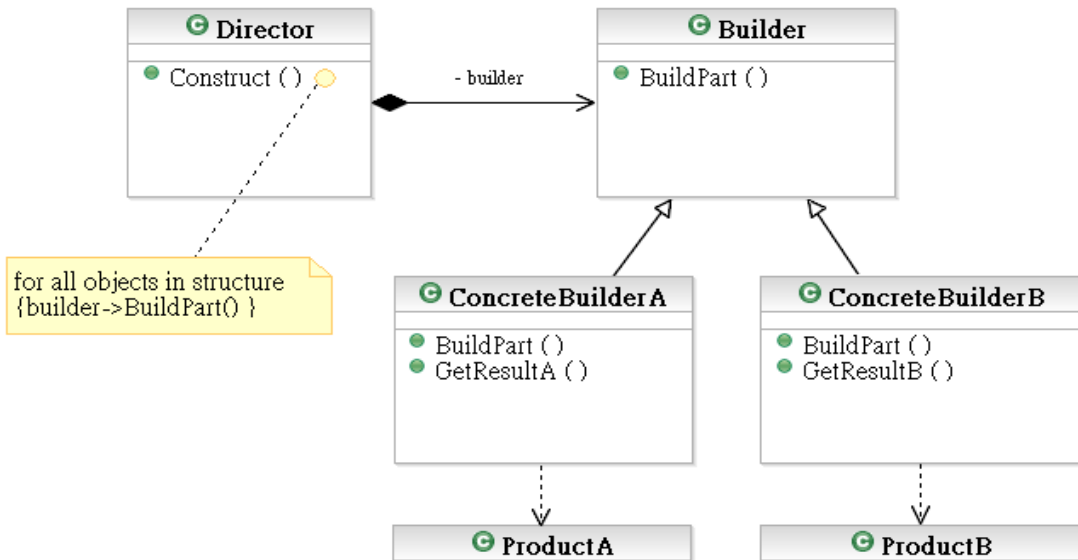 Director
Construct ( )
- builder
Builder
BuildPart ( )
for all objects in structure
{builder->BuildPart() }
ConcreteBuilderA
BuildPart ( )
GetResultA ( )
ConcreteBuilderB
BuildPart ( )
GetResultB ( )
ProductA
ProductB